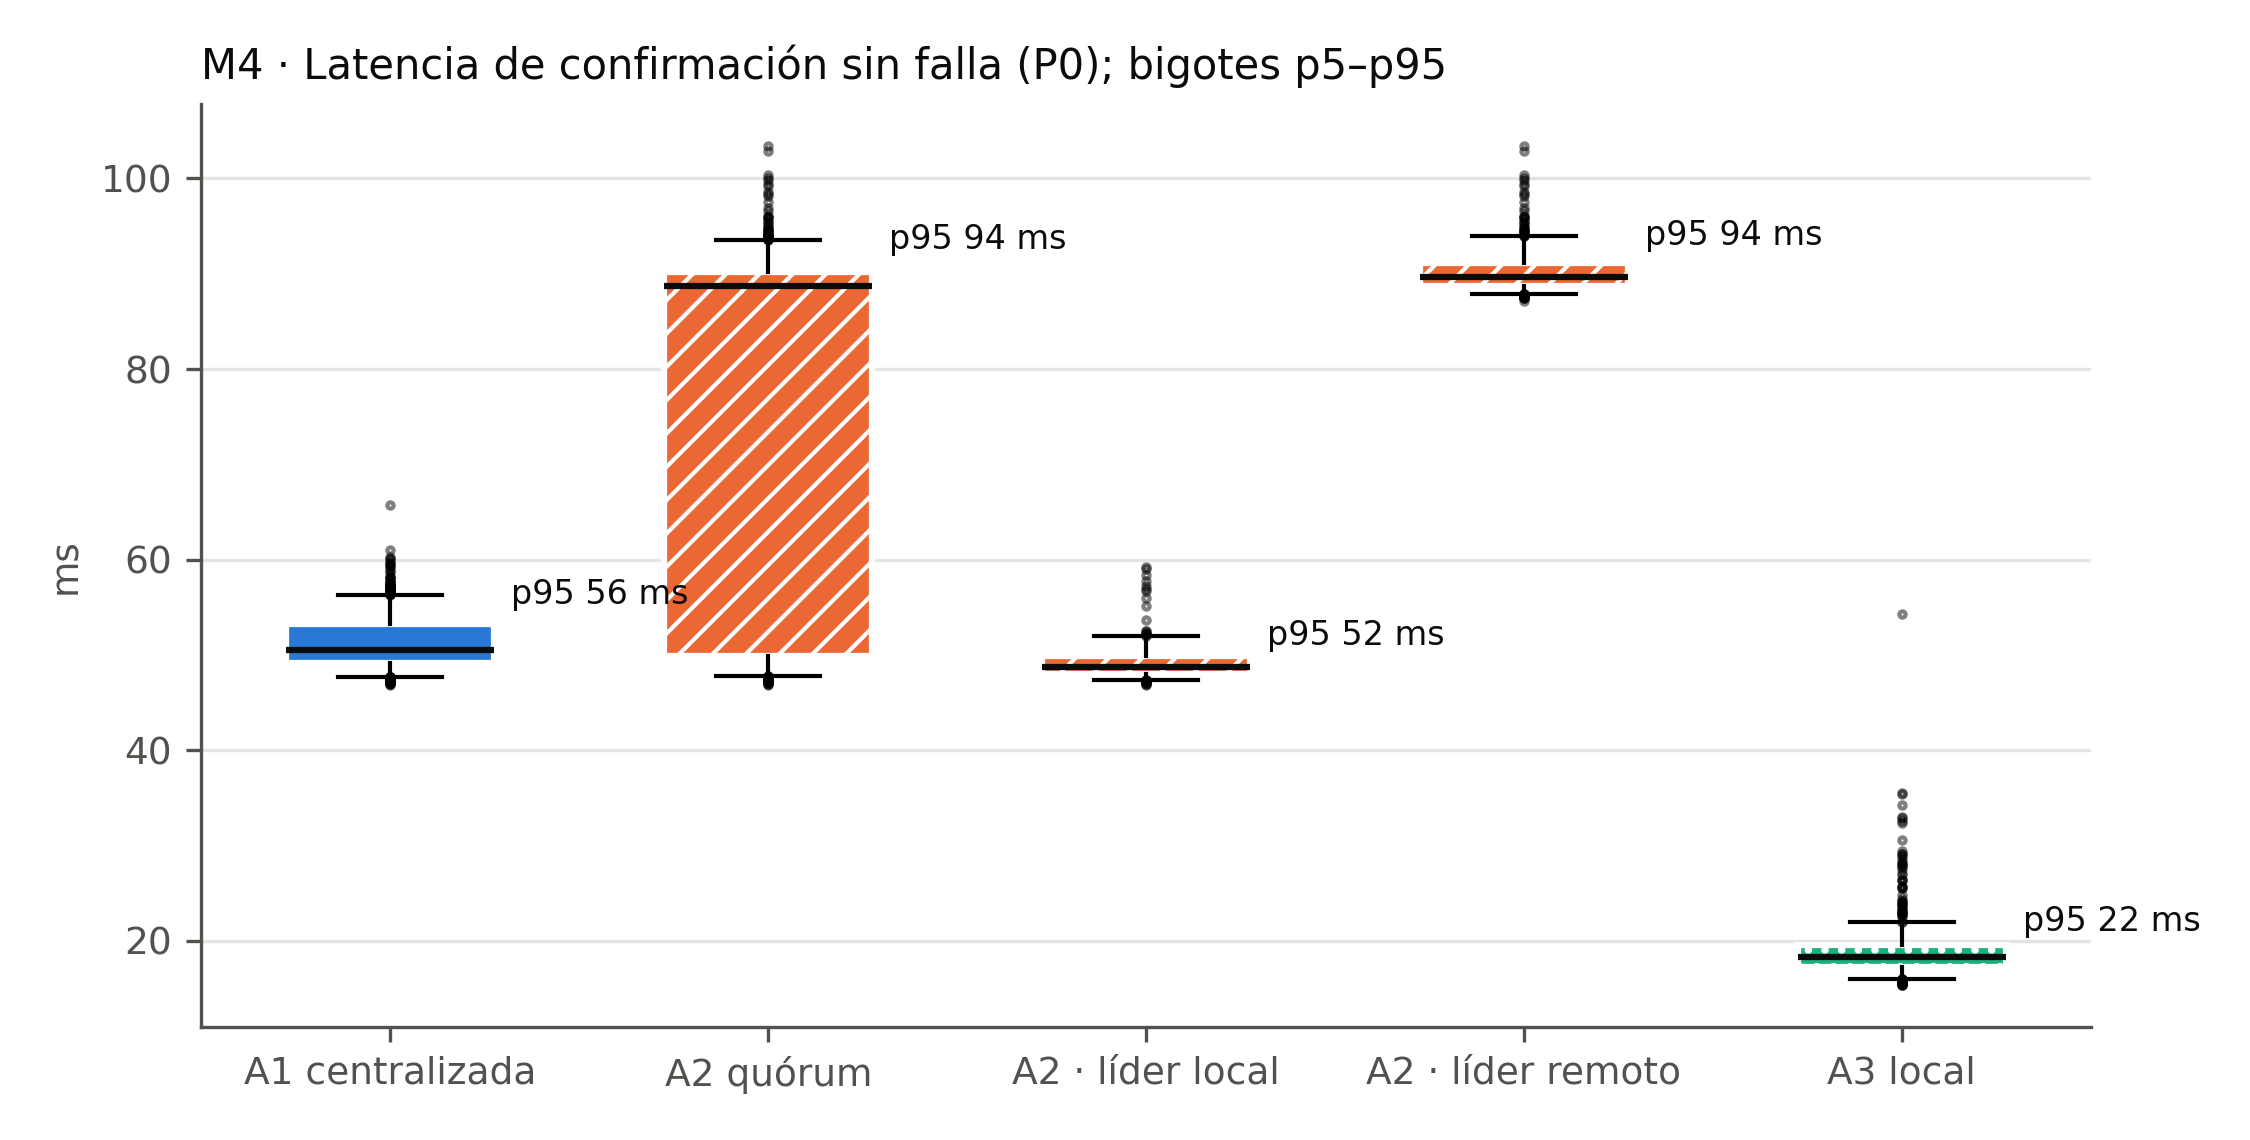 M4 · Latencia de confirmación sin falla (P0); bigotes p5–p95
ms
100
80
60
40
20
p95 56 ms
p95 94 ms
p95 52 ms
p95 94 ms
p95 22 ms
A1 centralizada
A2 quórum
A2 · líder local
A2 · líder remoto
A3 local